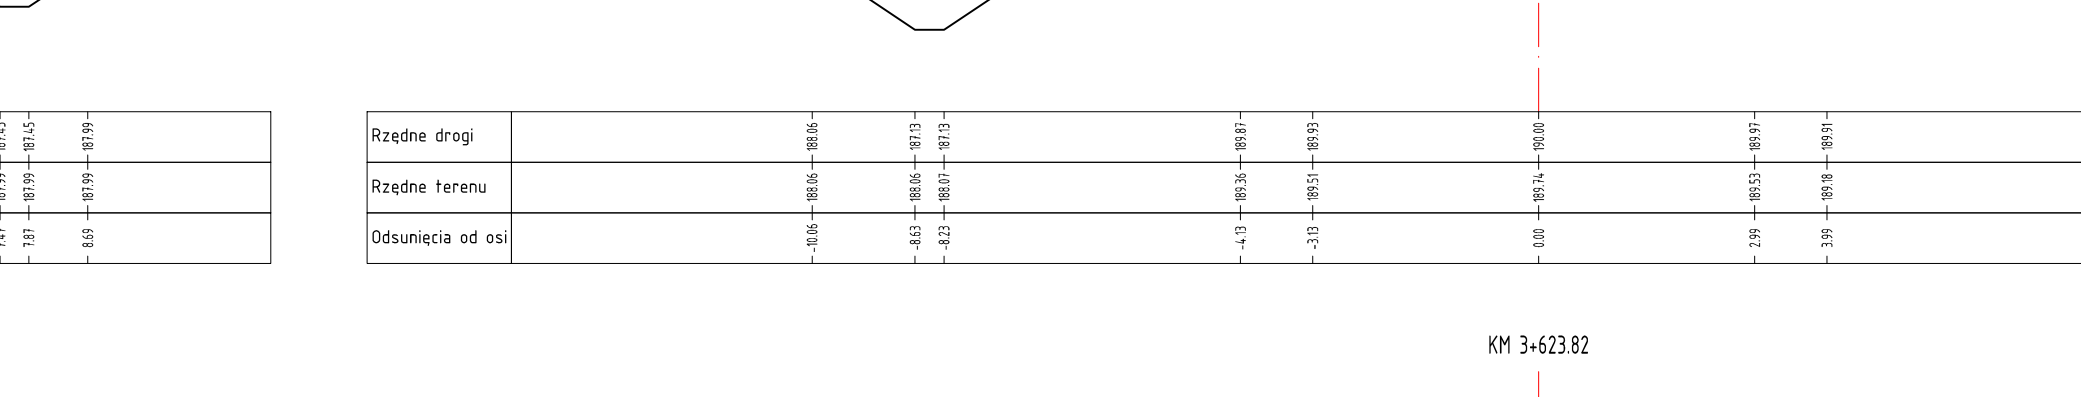 187.45 187.99
187.99 187.99
7.87 8.69
Rzędne drogi 188.06 187.13 187.13 189.87 189.93 190.00 189.97 189.91
Rzędne terenu 188.06 188.06 188.07 189.36 189.51 189.74 189.53 189.18
Odsunięcia od osi -10.06 -8.63 -8.23 -4.13 -3.13 0.00 2.99 3.99
KM 3+623.82